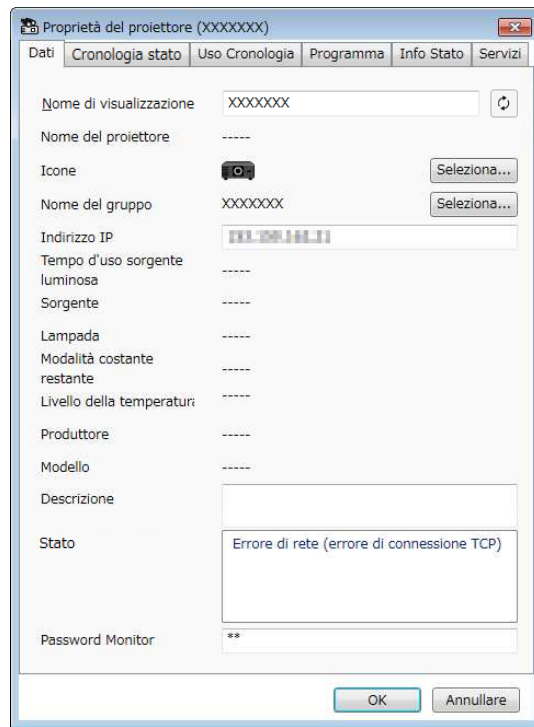 Proprietà del proiettore (XXXXXXX)
Dati Cronologia stato Uso Cronologia Programma Info Stato Servizi
Nome di visualizzazione XXXXXXX
Nome del proiettore -----
Icone Seleziona...
Nome del gruppo XXXXXXX Seleziona...
Indirizzo IP
Tempo d'uso sorgente
luminosa -----
Sorgente -----
Lampada -----
Modalità costante
restante -----
Livello della temperatura -----
Produttore -----
Modello -----
Descrizione
Stato Errore di rete (errore di connessione TCP)
Password Monitor **
OK Annullare